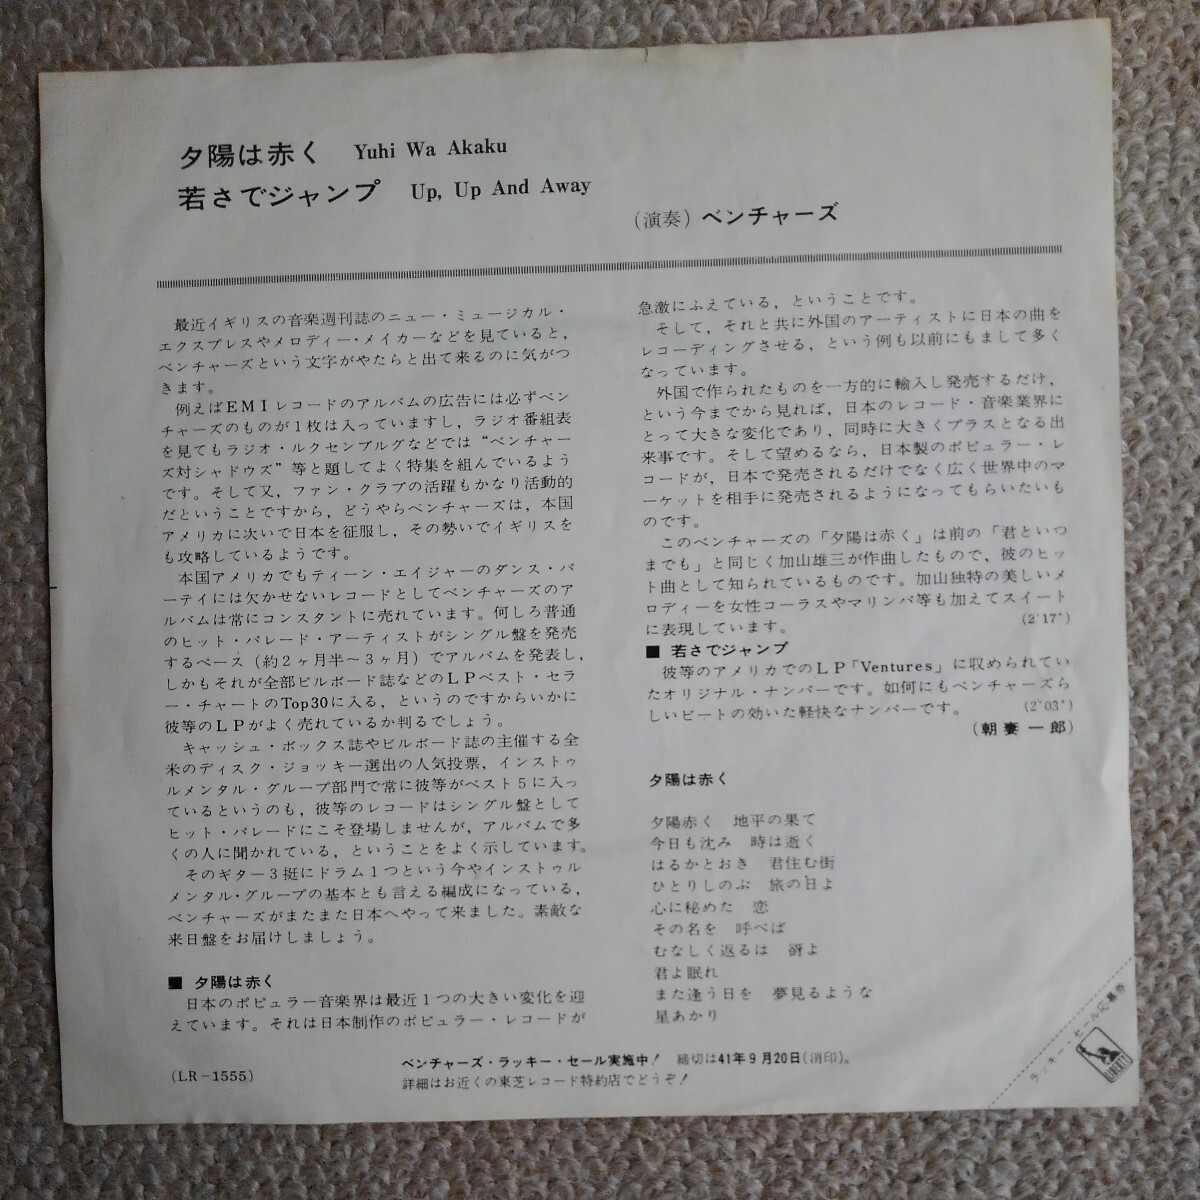 夕陽は赤く Yuhi Wa Akaku
若さでジャンプ Up, Up And Away
(演奏) ベンチャーズ
最近イギリスの音楽週刊誌のニュー・ミュージカル・
エクスプレスやメロディー・メイカーなどを見ていると，
ベンチャーズという文字がやたらと出て来るのに気がつ
きます。
例えばEMIレコードのアルバムの広告には必ずベン
チャーズのものが1枚は入っていますし，ラジオ番組表
を見てもラジオ・ルクセンブルグなどでは“ベンチャー
ズ対シャドウズ”等と題してよく特集を組んでいるよう
です。そして又，ファン・クラブの活躍もかなり活動的
だということですから，どうやらベンチャーズは，本国
アメリカに次いで日本を征服し，その勢いでイギリスを
も攻略しているようです。
本国アメリカでもティーン・エイジャーのダンス・パ
ーテイには欠かせないレコードとしてベンチャーズのア
ルバムは常にコンスタントに売れています。何しろ普通
のヒット・パレード・アーティストがシングル盤を発売
するペース（約2ヶ月半〜3ヶ月）でアルバムを発表し，
しかもそれが全部ビルボード誌などのLPベスト・セラ
ー・チャートのTop30に入る，というのですからいかに
彼等のLPがよく売れているか判るでしょう。
キャッシュ・ボックス誌やビルボード誌の主催する全
米のディスク・ジョッキー選出の人気投票，インストゥ
ルメンタル・グループ部門で常に彼等がベスト5に入っ
ているというのも，彼等のレコードはシングル盤として
ヒット・パレードにこそ登場しませんが，アルバムで多
くの人に聞かれている，ということをよく示しています。
そのギター3挺にドラム1つという今やインストゥル
メンタル・グループの基本とも言える編成になっている，
ベンチャーズがまたまた日本へやって来ました。素敵な
来日盤をお届けしましょう。
■ 夕陽は赤く
日本のポピュラー音楽界は最近1つの大きい変化を迎
えています。それは日本制作のポピュラー・レコードが
急激にふえている，ということです。
そして，それと共に外国のアーティストに日本の曲を
レコーディングさせる，という例も以前にもまして多く
なっています。
外国で作られたものを一方的に輸入し発売するだけ，
という今までから見れば，日本のレコード・音楽業界に
とって大きな変化であり，同時に大きくプラスとなる出
来事です。そして望めるなら，日本製のポピュラー・レ
コードが，日本で発売されるだけでなく広く世界中のマ
ーケットを相手に発売されるようになってもらいたいも
のです。
このベンチャーズの「夕陽は赤く」は前の「君といつ
までも」と同じく加山雄三が作曲したもので，彼のヒッ
ト曲として知られているものです。加山独特の美しいメ
ロディーを女性コーラスやマリンバ等も加えてスイート
に表現しています。 (2'17")
■ 若さでジャンプ
彼等のアメリカでのLP「Ventures」に収められてい
たオリジナル・ナンバーです。如何にもベンチャーズら
しいビートの効いた軽快なナンバーです。 (2'03")
(朝妻一郎)
夕陽は赤く
夕陽赤く 地平の果て
今日も沈み 時は逝く
はるかとおき 君住む街
ひとりしのぶ 旅の日よ
心に秘めた 恋
その名を 呼べば
むなしく返るは 谺よ
君よ眠れ
また逢う日を 夢見るような
星あかり
(LR-1555)
ベンチャーズ・ラッキー・セール実施中！ 締切は41年9月20日(消印)。
詳細はお近くの東芝レコード特約店でどうぞ！
ラッキー・セール応募券
LIBERTY